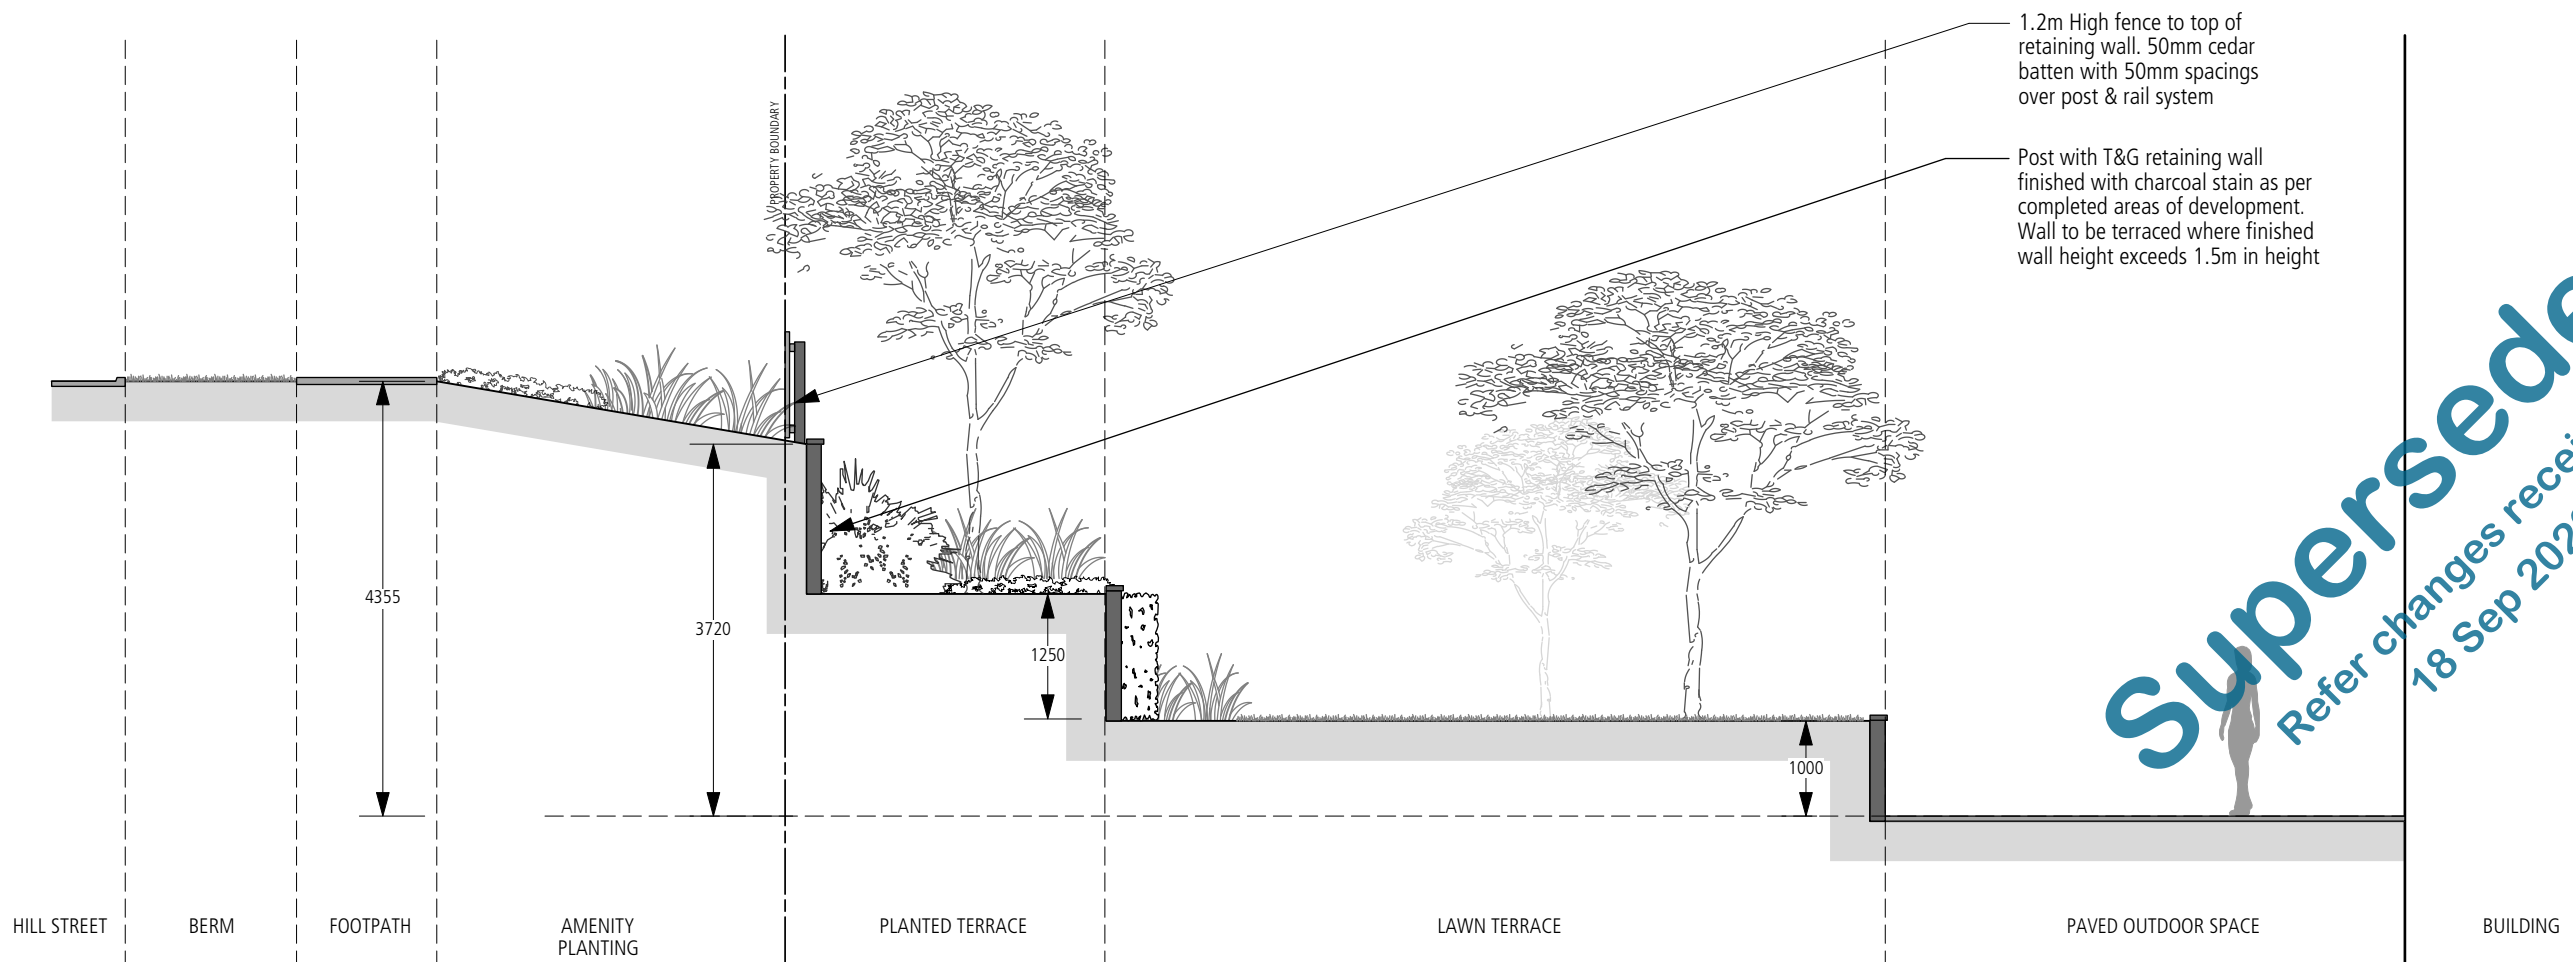 1.2m High fence to top of
retaining wall. 50mm cedar
batten with 50mm spacings
over post & rail system
Post with T&G retaining wall
finished with charcoal stain as per
completed areas of development.
Wall to be terraced where finished
wall height exceeds 1.5m in height
PROPERTY BOUNDARY
4355
3720
1250
1000
Refer changes
18 Sep
HILL STREET
BERM
FOOTPATH
AMENITY
PLANTING
PLANTED TERRACE
LAWN TERRACE
PAVED OUTDOOR SPACE
BUILDING